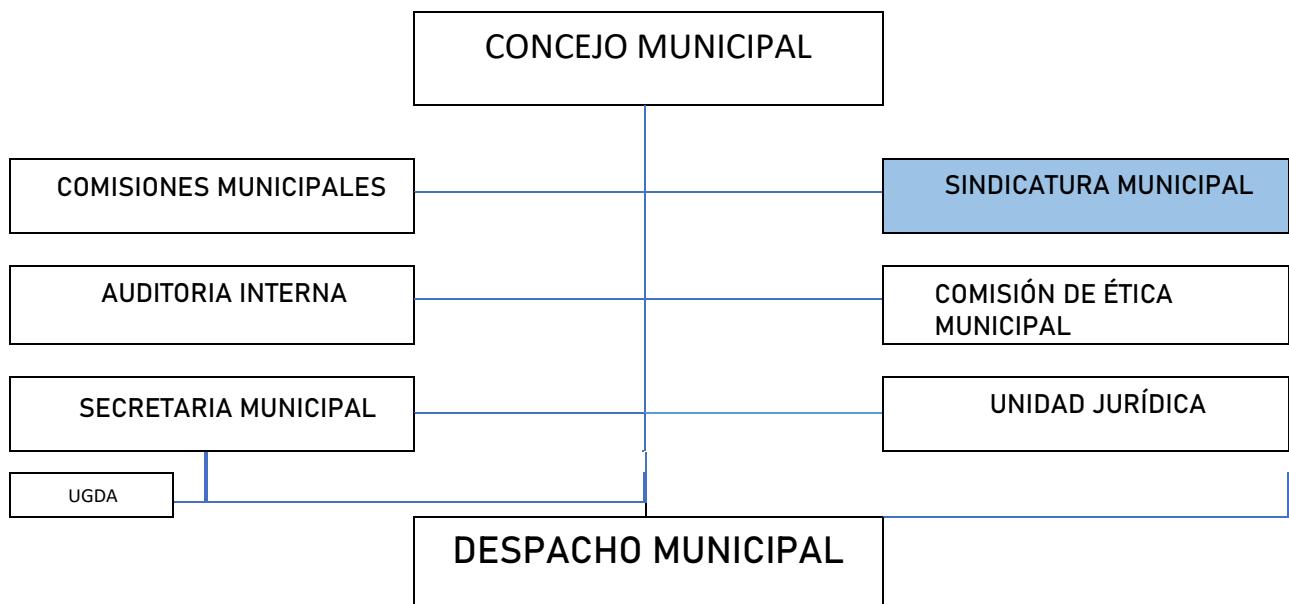 CONCEJO MUNICIPAL
COMISIONES MUNICIPALES
SINDICATURA MUNICIPAL
AUDITORIA INTERNA
COMISIÓN DE ÉTICA
MUNICIPAL
SECRETARIA MUNICIPAL
UNIDAD JURÍDICA
UGDA
DESPACHO MUNICIPAL